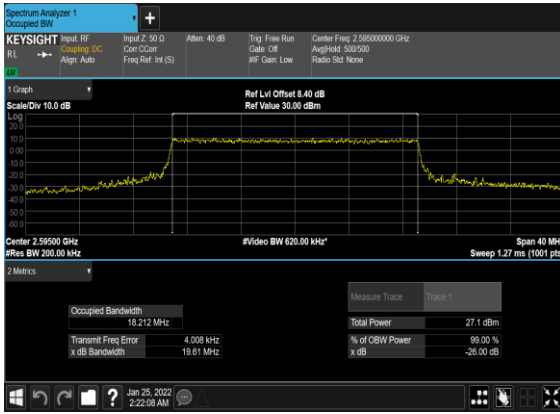 Spectrum Analyzer 1
Occupied BW
+
KEYSIGHT Input: RF Input Z: 50 Ω Atten: 40 dB Trig: Free Run Center Freq: 2.595000000 GHz
RL Coupling: DC Corr CCorr Gate: Off Avg|Hold: 500/500
Align: Auto Freq Ref: Int (S) #IF Gain: Low Radio Std: None
1 Graph
Scale/Div 10.0 dB Ref Lvl Offset 8.40 dB
Ref Value 30.00 dBm
Log
20.0
10.0
0.00
-10.0
-20.0
-30.0
-40.0
-50.0
-60.0
Center 2.59500 GHz #Video BW 620.00 kHz* Span 40 MH
#Res BW 200.00 kHz Sweep 1.27 ms (1001 pts
2 Metrics
Measure Trace Trace 1
Occupied Bandwidth
18.212 MHz Total Power 27.1 dBm
Transmit Freq Error 4.008 kHz % of OBW Power 99.00 %
x dB Bandwidth 19.61 MHz x dB -26.00 dB
? Jan 25, 2022
2:22:08 AM